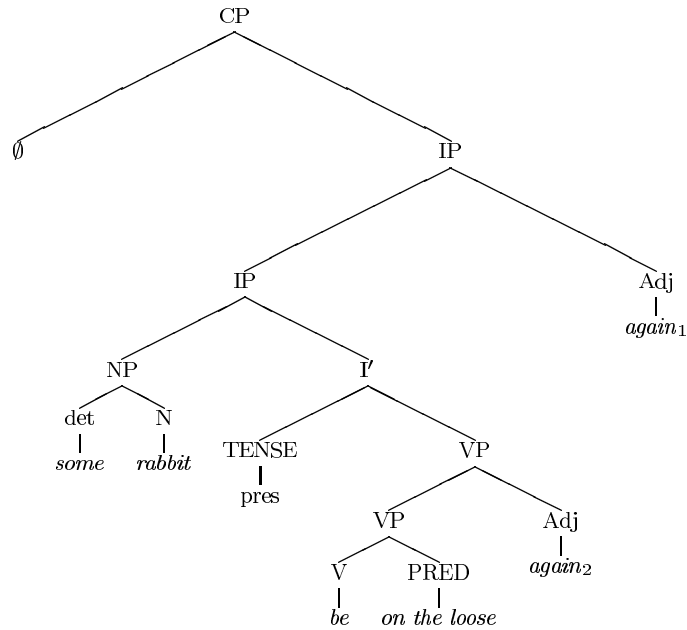 CP
∅ IP
IP Adj
again₁
NP I′
det N
TENSE VP
some rabbit
pres
VP Adj
again₂
V PRED
be on the loose